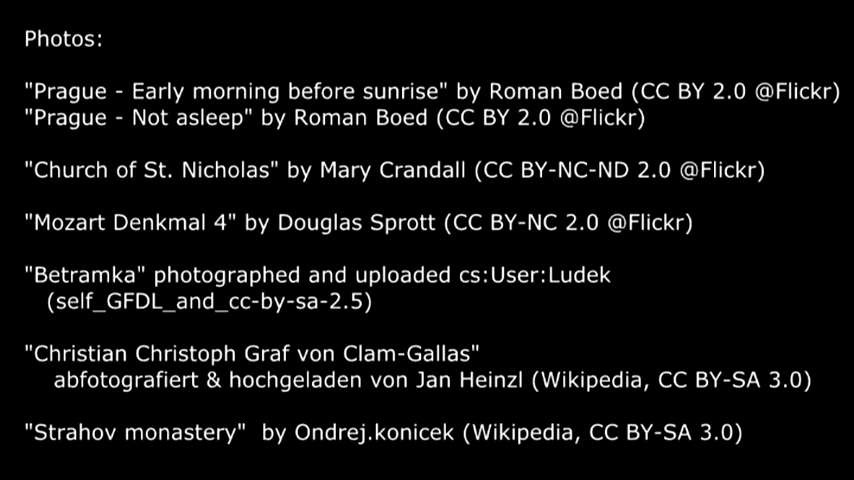 Photos:
"Prague - Early morning before sunrise" by Roman Boed (CC BY 2.0 @Flickr)
"Prague - Not asleep" by Roman Boed (CC BY 2.0 @Flickr)
"Church of St. Nicholas" by Mary Crandall (CC BY-NC-ND 2.0 @Flickr)
"Mozart Denkmal 4" by Douglas Sprott (CC BY-NC 2.0 @Flickr)
"Betramka" photographed and uploaded cs:User:Ludek
(self_GFDL_and_cc-by-sa-2.5)
"Christian Christoph Graf von Clam-Gallas"
abfotografiert & hochgeladen von Jan Heinzl (Wikipedia, CC BY-SA 3.0)
"Strahov monastery" by Ondrej.konicek (Wikipedia, CC BY-SA 3.0)